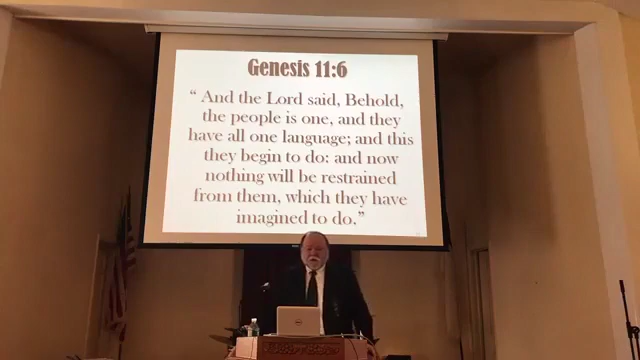 Genesis 11:6
“ And the Lord said, Behold,
the people is one, and they
have all one language; and this
they begin to do: and now
nothing will be restrained
from them, which they have
imagined to do.”